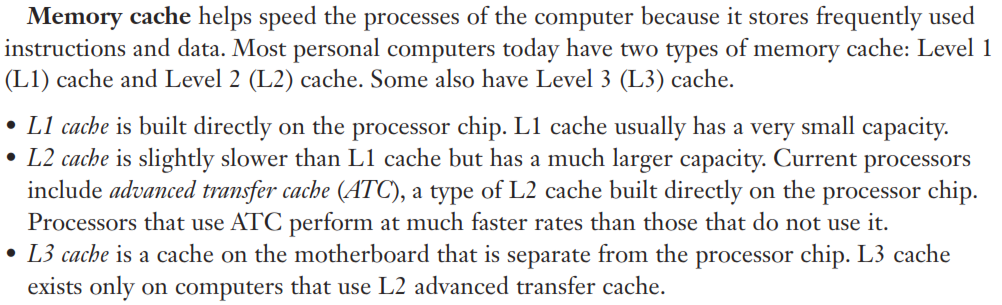 Memory cache helps speed the processes of the computer because it stores frequently used
instructions and data. Most personal computers today have two types of memory cache: Level 1
(L1) cache and Level 2 (L2) cache. Some also have Level 3 (L3) cache.
• L1 cache is built directly on the processor chip. L1 cache usually has a very small capacity.
• L2 cache is slightly slower than L1 cache but has a much larger capacity. Current processors
include advanced transfer cache (ATC), a type of L2 cache built directly on the processor chip.
Processors that use ATC perform at much faster rates than those that do not use it.
• L3 cache is a cache on the motherboard that is separate from the processor chip. L3 cache
exists only on computers that use L2 advanced transfer cache.